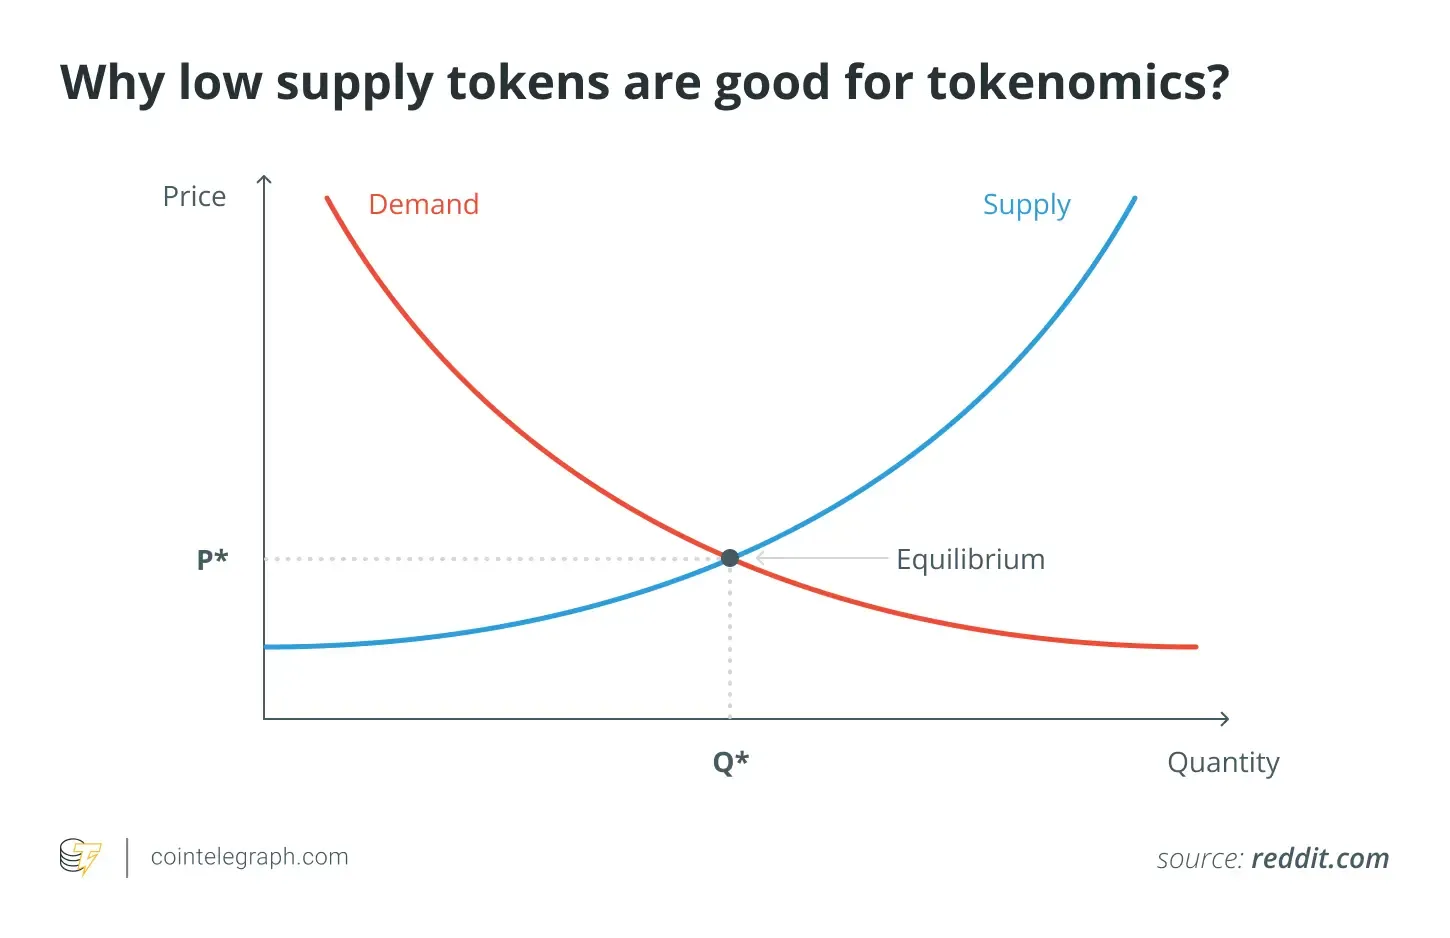 Why low supply tokens are good for tokenomics?
Price
Demand
Supply
P*
Equilibrium
Q*
Quantity
cointelegraph.com
source: reddit.com